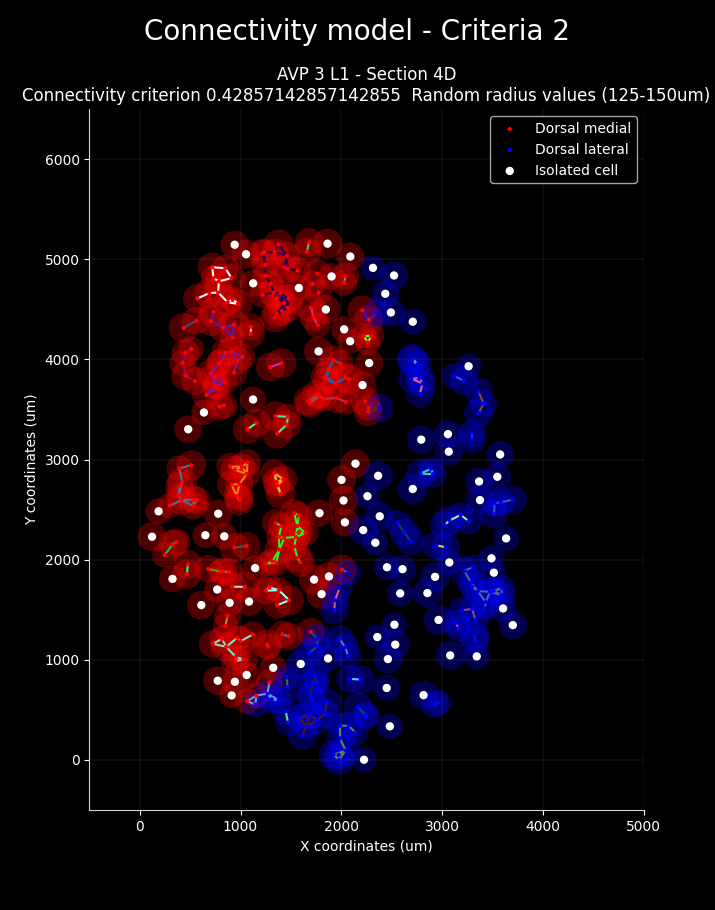 Connectivity model - Criteria 2
AVP 3 L1 - Section 4D
Connectivity criterion 0.42857142857142855  Random radius values (125-150um)
Dorsal medial
Dorsal lateral
Isolated cell
6000
5000
4000
3000
2000
1000
0
Y coordinates (um)
0 1000 2000 3000 4000 5000
X coordinates (um)